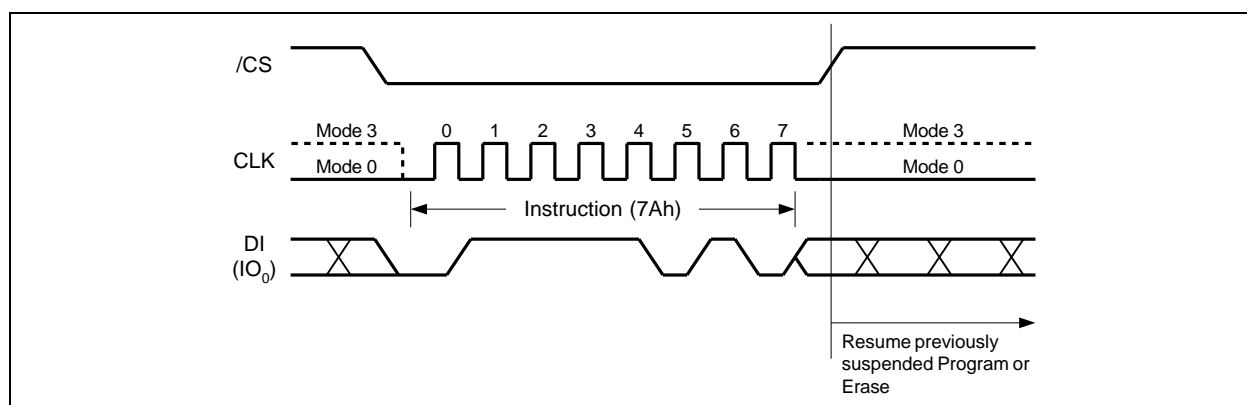 /CS
Mode 3 0 1 2 3 4 5 6 7 Mode 3
CLK
Mode 0 Mode 0
Instruction (7Ah)
DI
(IO₀)
Resume previously
suspended Program or
Erase